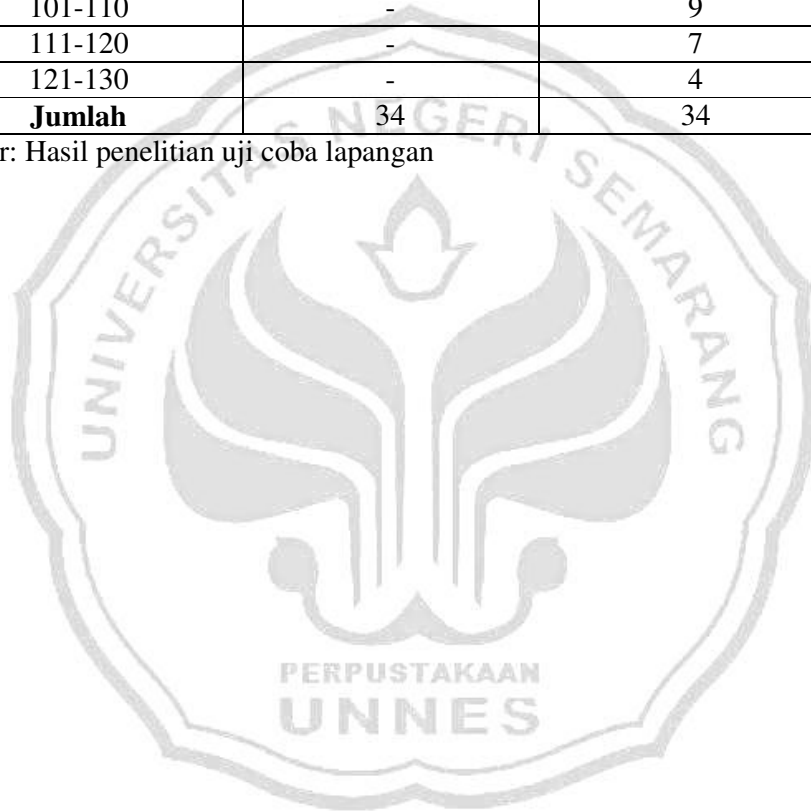 101-110 - 9
111-120 - 7
121-130 - 4
Jumlah 34 34
r: Hasil penelitian uji coba lapangan
UNIVERSITAS NEGERI SEMARANG
PERPUSTAKAAN
UNNES